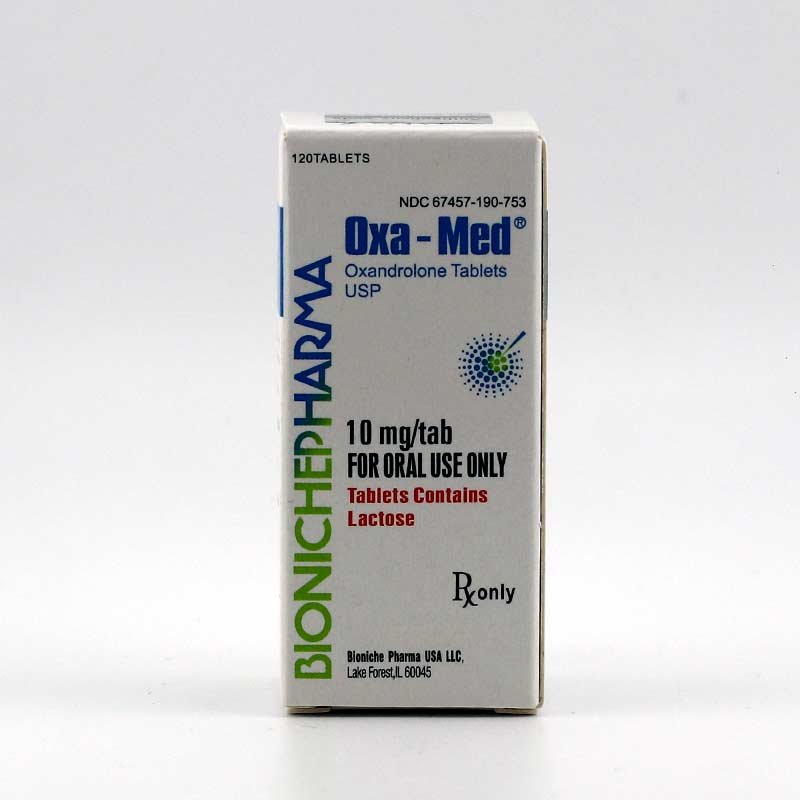 120TABLETS
NDC 67457-190-753
Oxa-Med®
Oxandrolone Tablets
USP
BIONICHEPHARMA
10 mg/tab
FOR ORAL USE ONLY
Tablets Contains
Lactose
Rx only
Bioniche Pharma USA LLC,
Lake Forest,IL 60045